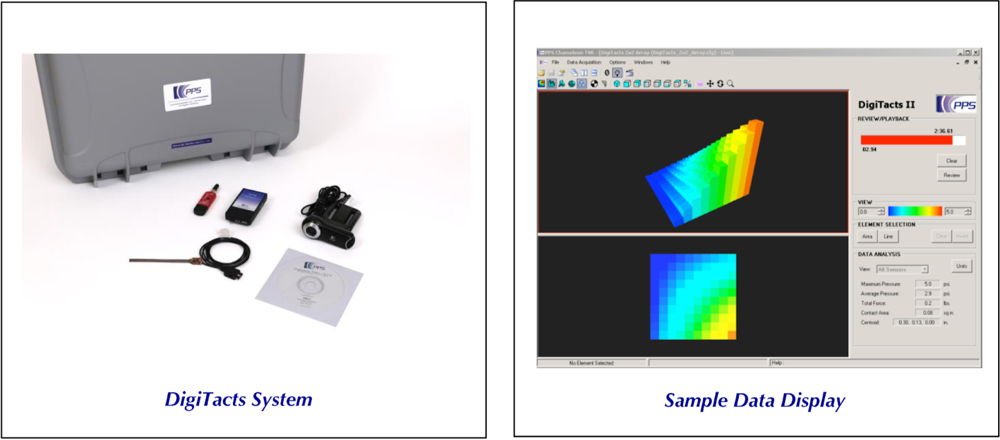 PPS
PPS
DigiTacts System
PPS Chameleon TVR - [DigiTacts 2x2 Array (DigiTacts_2x2_Array.cfg) - Live]
File Data Acquisition Options Windows Help
DigiTacts II
PPS
REVIEW/PLAYBACK
2:36.61
02.94
Clear
Review
VIEW
0.0
5.0
ELEMENT SELECTION
Area Line Clear Invert
DATA ANALYSIS
Units
View: All Sensors
Maximum Pressure: 5.0 psi.
Average Pressure: 2.9 psi.
Total Force: 0.2 lbs.
Contact Area: 0.08 sq.in.
Centroid: 0.30, 0.13, 0.00 in.
No Element Selected
Help :
Sample Data Display